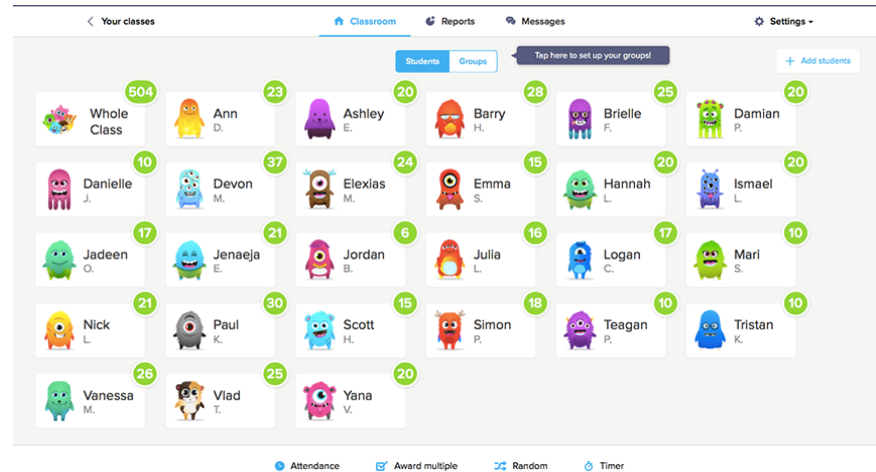 Your classes
Classroom
Reports
Messages
Settings
Students
Groups
Tap here to set up your groups!
+ Add students
504
Whole
Class
23
Ann
D.
20
Ashley
E.
28
Barry
H.
25
Brielle
F.
20
Damian
P.
10
Danielle
J.
37
Devon
M.
24
Elexias
M.
15
Emma
S.
20
Hannah
L.
20
Ismael
L.
17
Jadeen
O.
21
Jenaeja
E.
6
Jordan
B.
16
Julia
L.
17
Logan
C.
10
Mari
S.
21
Nick
L.
30
Paul
K.
15
Scott
H.
18
Simon
P.
10
Teagan
P.
10
Tristan
K.
26
Vanessa
M.
25
Vlad
T.
20
Yana
V.
Attendance
Award multiple
Random
Timer